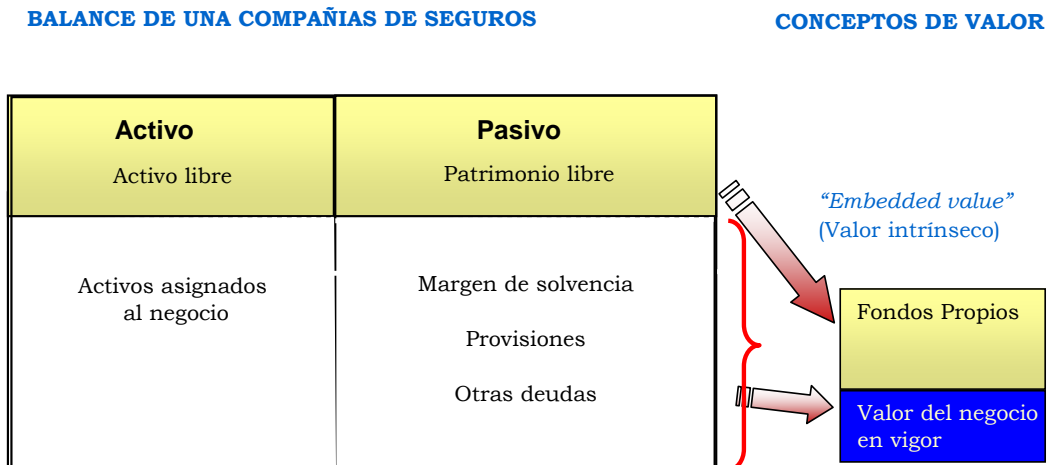 BALANCE DE UNA COMPAÑIAS DE SEGUROS
CONCEPTOS DE VALOR
Activo
Activo libre
Pasivo
Patrimonio libre
“Embedded value”
(Valor intrínseco)
Activos asignados
al negocio
Margen de solvencia
Provisiones
Otras deudas
Fondos Propios
Valor del negocio
en vigor